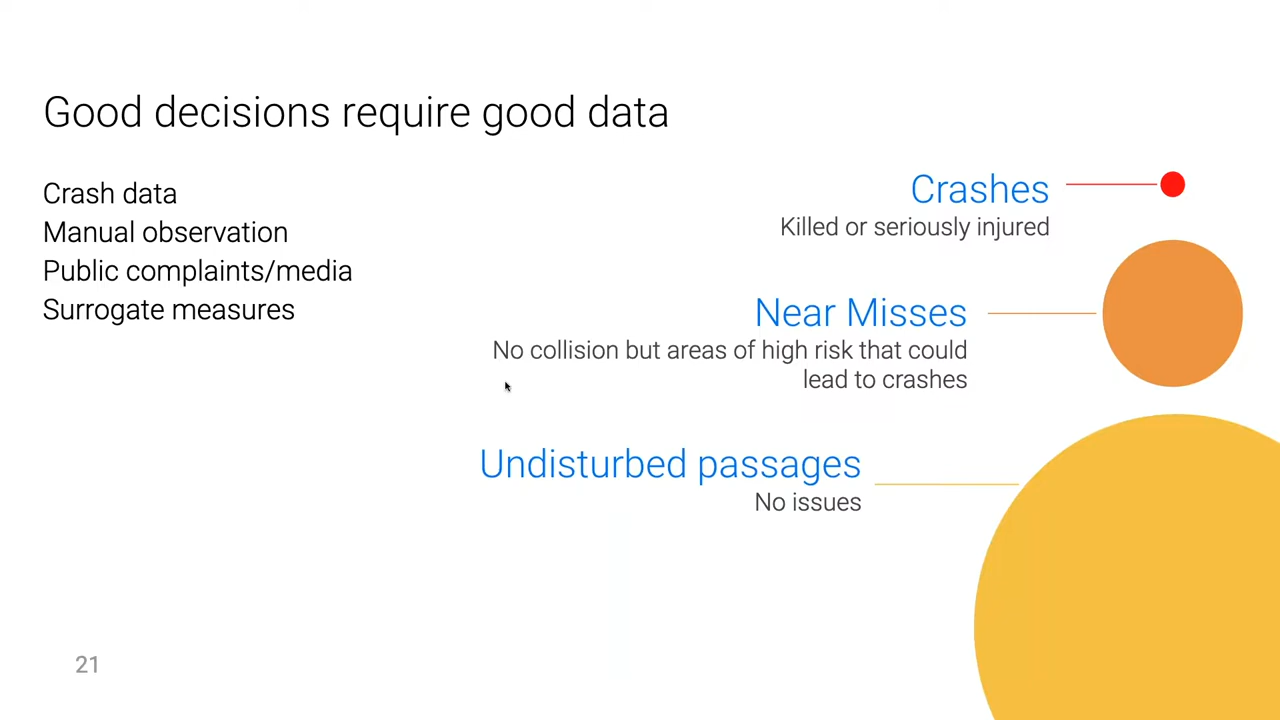 Good decisions require good data
Crash data
Manual observation
Public complaints/media
Surrogate measures
Crashes
Killed or seriously injured
Near Misses
No collision but areas of high risk that could
lead to crashes
Undisturbed passages
No issues
21